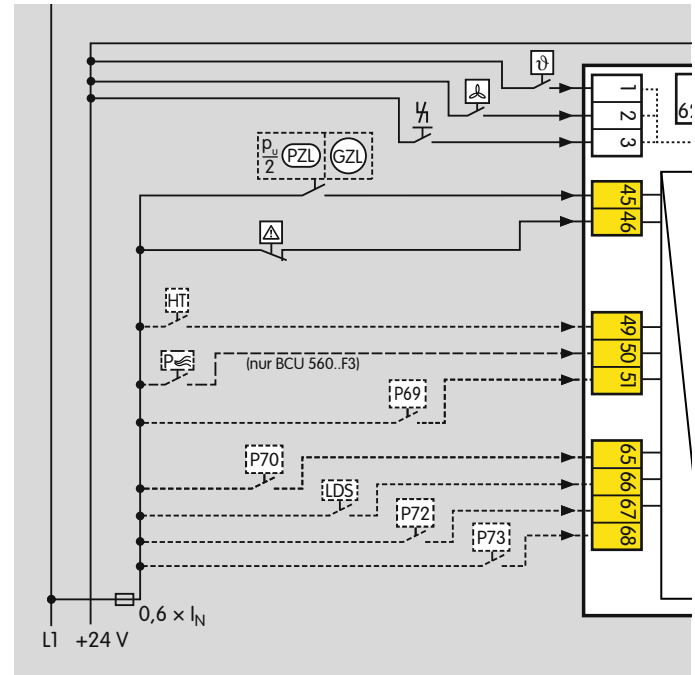 ϑ
1
2
62
3
p_u/2 PZL GZL
45
46
HT
49
P
(nur BCU 560..F3)
50
51
P69
P70
65
LDS
66
P72
67
P73
68
0,6 × I_N
L1 +24 V